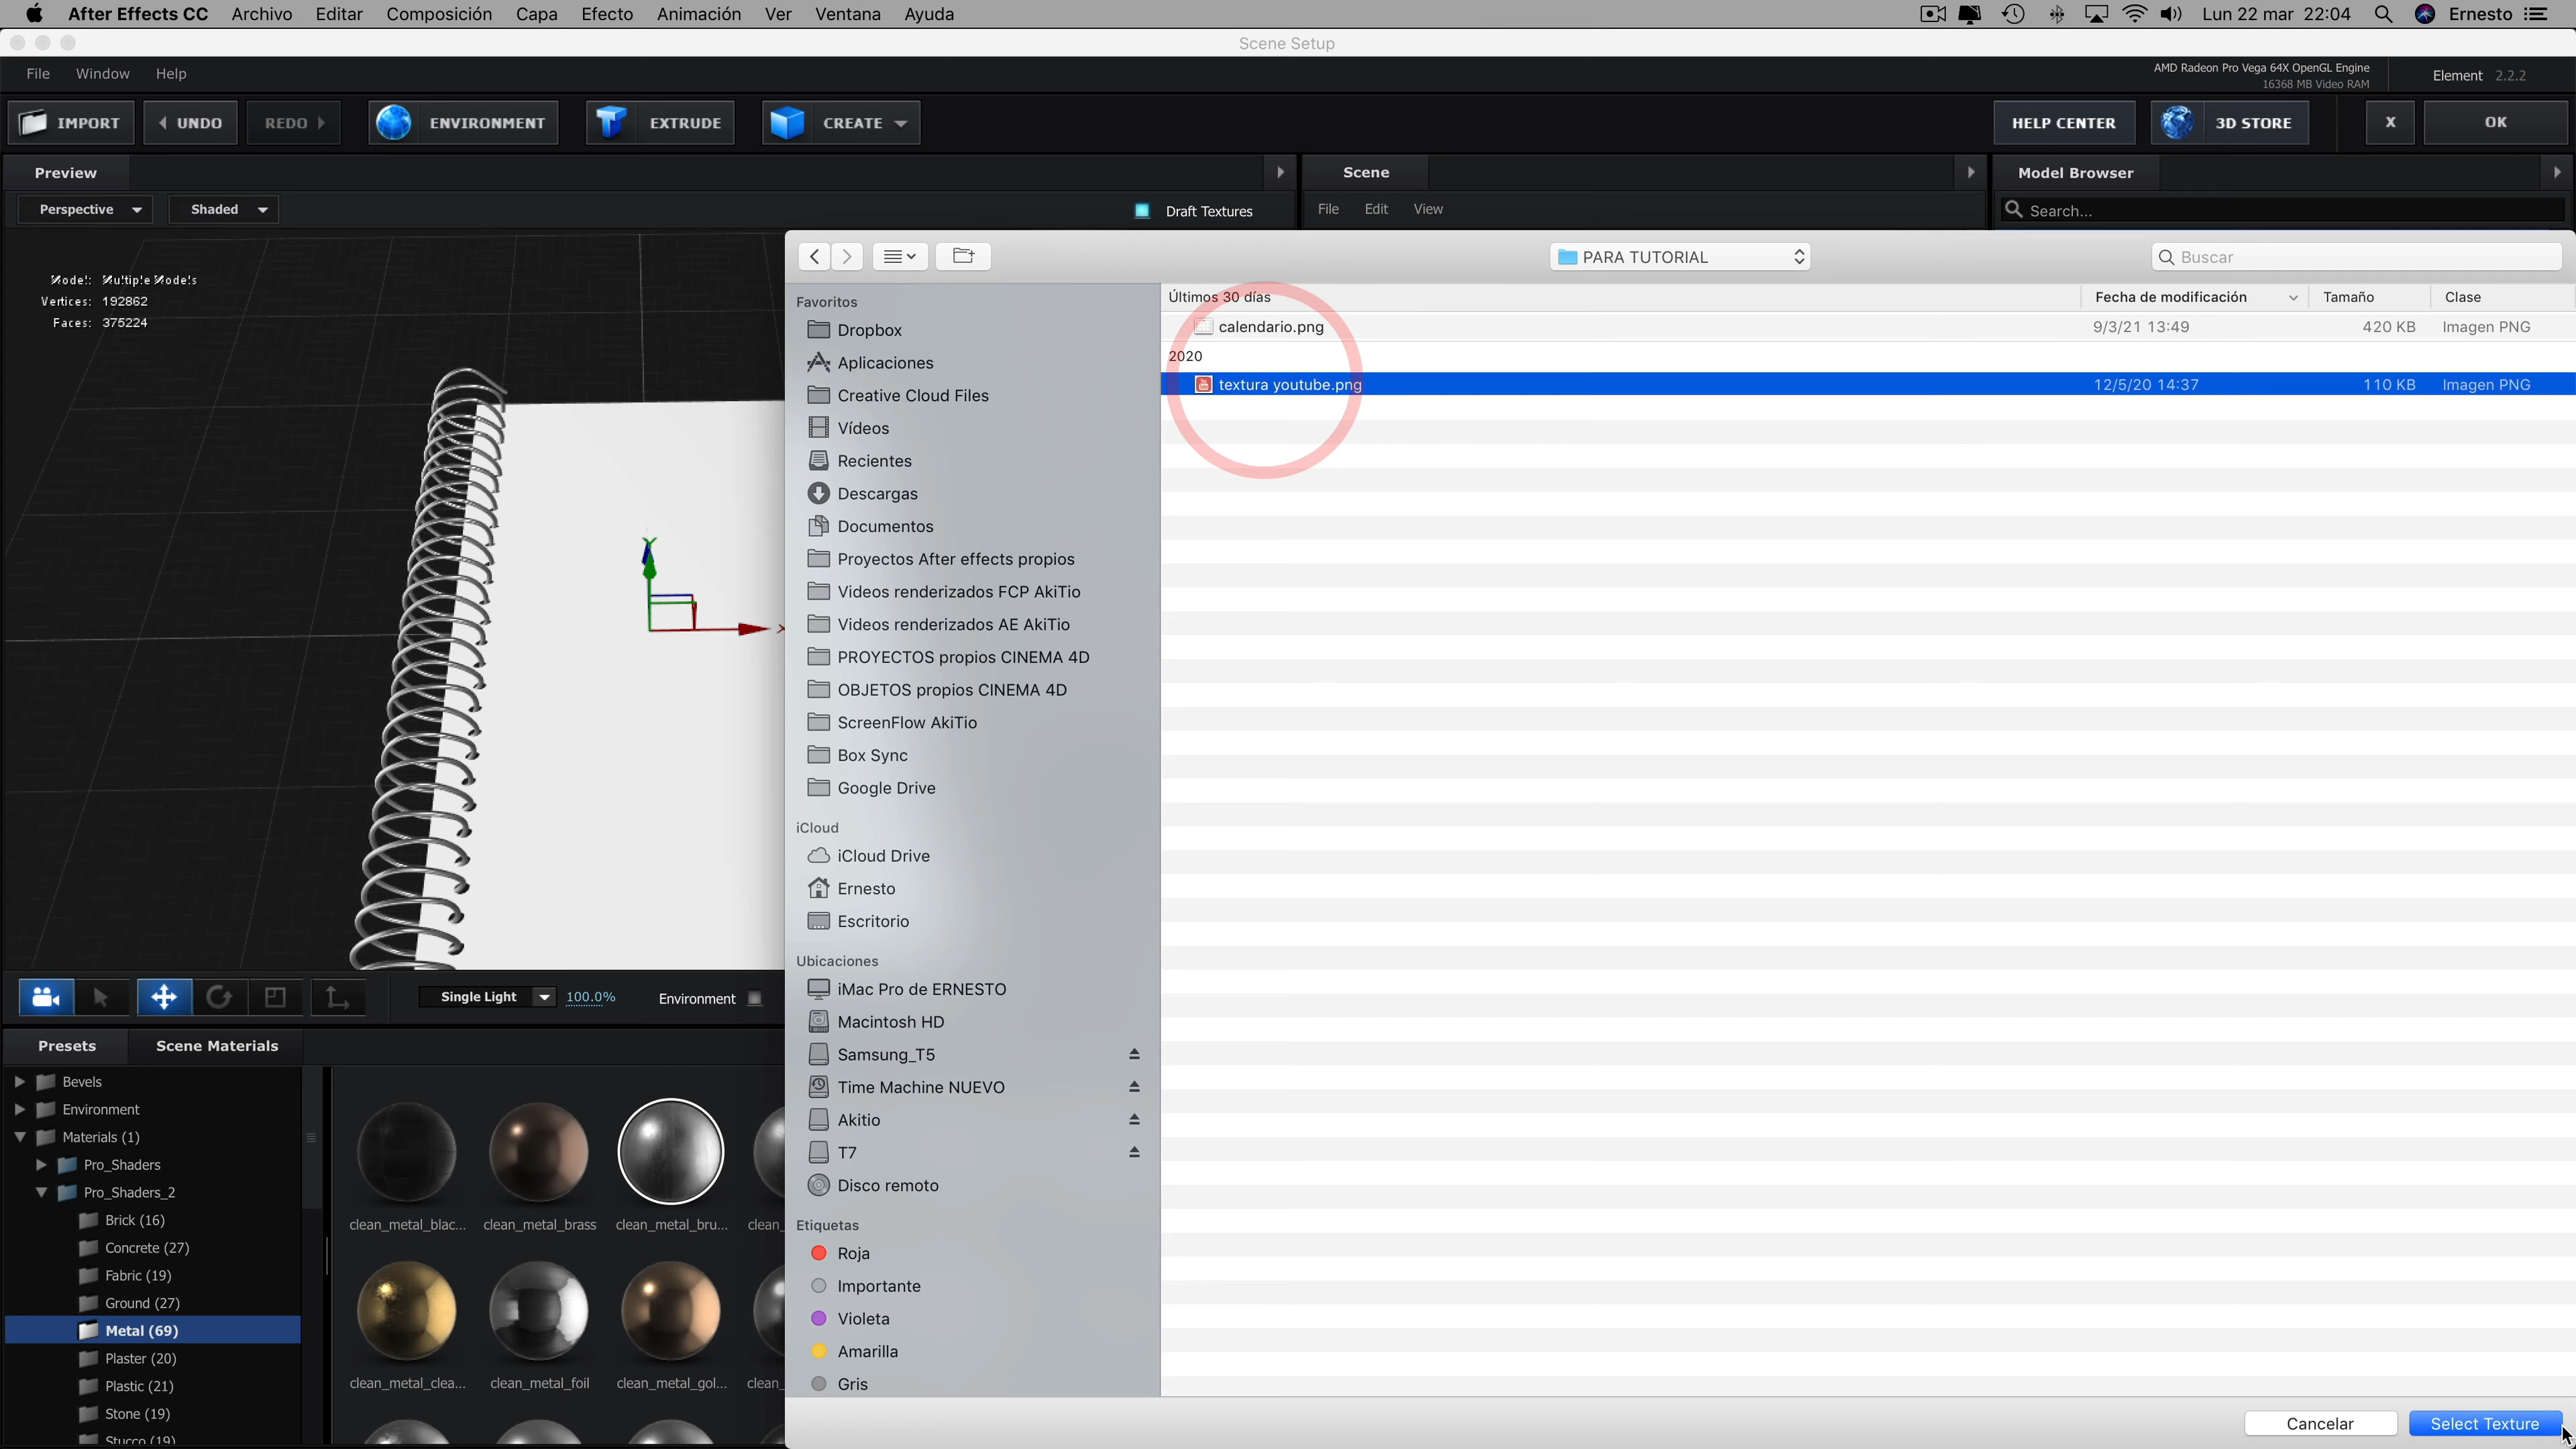 After Effects CC Archivo Editar Composición Capa Efecto Animación Ver Ventana Ayuda Lun 22 mar 22:04 Ernesto
Scene Setup
File Window Help
AMD Radeon Pro Vega 64X OpenGL Engine
16368 MB Video RAM
Element 2.2.2
IMPORT UNDO REDO ENVIRONMENT EXTRUDE CREATE HELP CENTER 3D STORE X OK
Preview Scene Model Browser
Perspective Shaded Draft Textures File Edit View Search...
Model: Multiple Models
Vertices: 192862
Faces: 375224
PARA TUTORIAL Buscar
Últimos 30 días Fecha de modificación Tamaño Clase
calendario.png 9/3/21 13:49 420 KB Imagen PNG
2020
textura youtube.png 12/5/20 14:37 110 KB Imagen PNG
Favoritos
Dropbox
Aplicaciones
Creative Cloud Files
Vídeos
Recientes
Descargas
Documentos
Proyectos After effects propios
Videos renderizados FCP AkiTio
Videos renderizados AE AkiTio
PROYECTOS propios CINEMA 4D
OBJETOS propios CINEMA 4D
ScreenFlow AkiTio
Box Sync
Google Drive
iCloud
iCloud Drive
Ernesto
Escritorio
Ubicaciones
iMac Pro de ERNESTO
Macintosh HD
Samsung_T5
Time Machine NUEVO
Akitio
T7
Disco remoto
Etiquetas
Roja
Importante
Violeta
Amarilla
Gris
Cancelar Select Texture
Y
X
Single Light 100.0% Environment
Presets Scene Materials
Bevels
Environment
Materials (1)
Pro_Shaders
Pro_Shaders_2
Brick (16)
Concrete (27)
Fabric (19)
Ground (27)
Metal (69)
Plaster (20)
Plastic (21)
Stone (19)
Stucco (19)
clean_metal_blac... clean_metal_brass clean_metal_bru... clean_
clean_metal_clea... clean_metal_foil clean_metal_gol... clean_